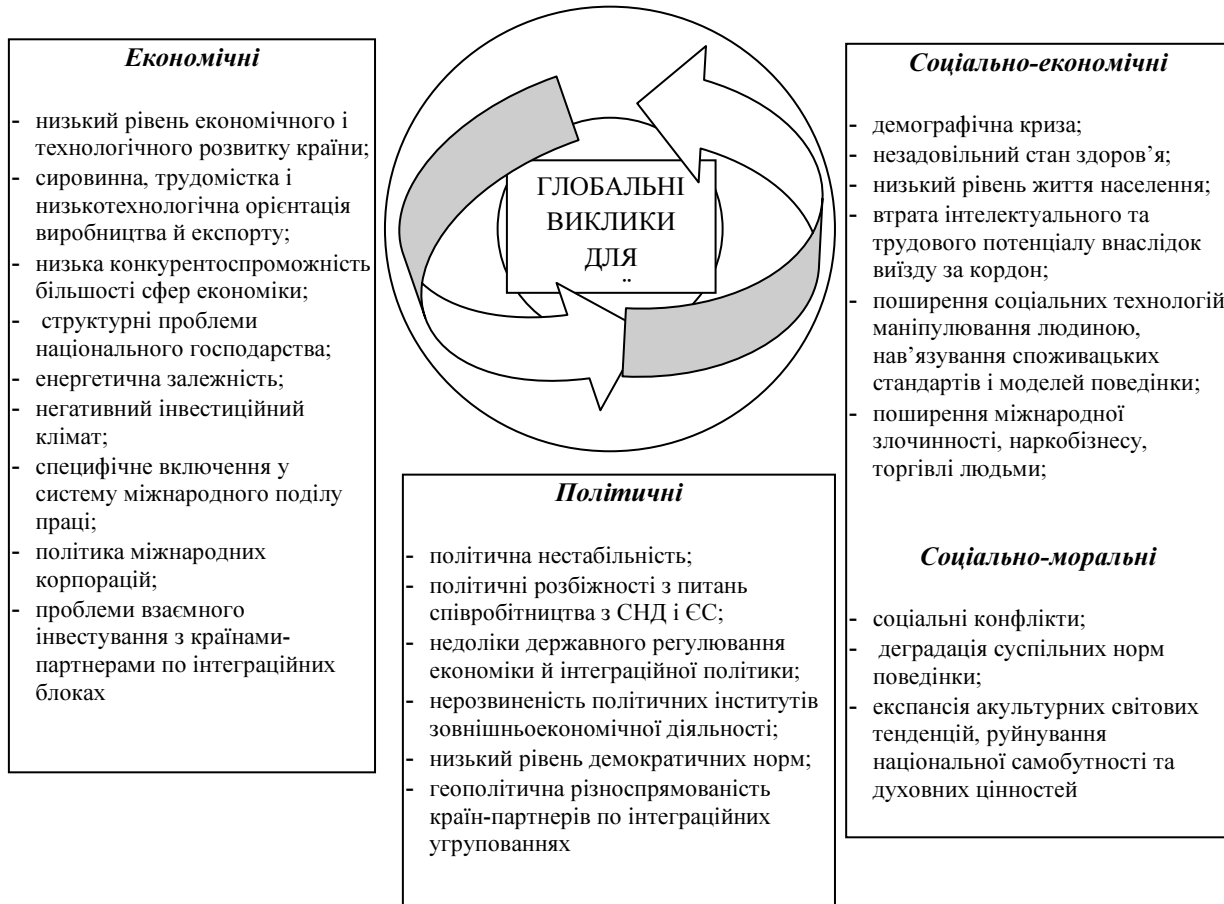 Економічні
- низький рівень економічного і
технологічного розвитку країни;
- сировинна, трудомістка і
низькотехнологічна орієнтація
виробництва й експорту;
- низька конкурентоспроможність
більшості сфер економіки;
- структурні проблеми
національного господарства;
- енергетична залежність;
- негативний інвестиційний
клімат;
- специфічне включення у
систему міжнародного поділу
праці;
- політика міжнародних
корпорацій;
- проблеми взаємного
інвестування з країнами-
партнерами по інтеграційних
блоках
ГЛОБАЛЬНІ
ВИКЛИКИ
ДЛЯ
Політичні
- політична нестабільність;
- політичні розбіжності з питань
співробітництва з СНД і ЄС;
- недоліки державного регулювання
економіки й інтеграційної політики;
- нерозвиненість політичних інститутів
зовнішньоекономічної діяльності;
- низький рівень демократичних норм;
- геополітична різноспрямованість
країн-партнерів по інтеграційних
угрупованнях
Соціально-економічні
- демографічна криза;
- незадовільний стан здоров’я;
- низький рівень життя населення;
- втрата інтелектуального та
трудового потенціалу внаслідок
виїзду за кордон;
- поширення соціальних технологій
маніпулювання людиною,
нав’язування споживацьких
стандартів і моделей поведінки;
- поширення міжнародної
злочинності, наркобізнесу,
торгівлі людьми;
Соціально-моральні
- соціальні конфлікти;
- деградація суспільних норм
поведінки;
- експансія акультурних світових
тенденцій, руйнування
національної самобутності та
духовних цінностей